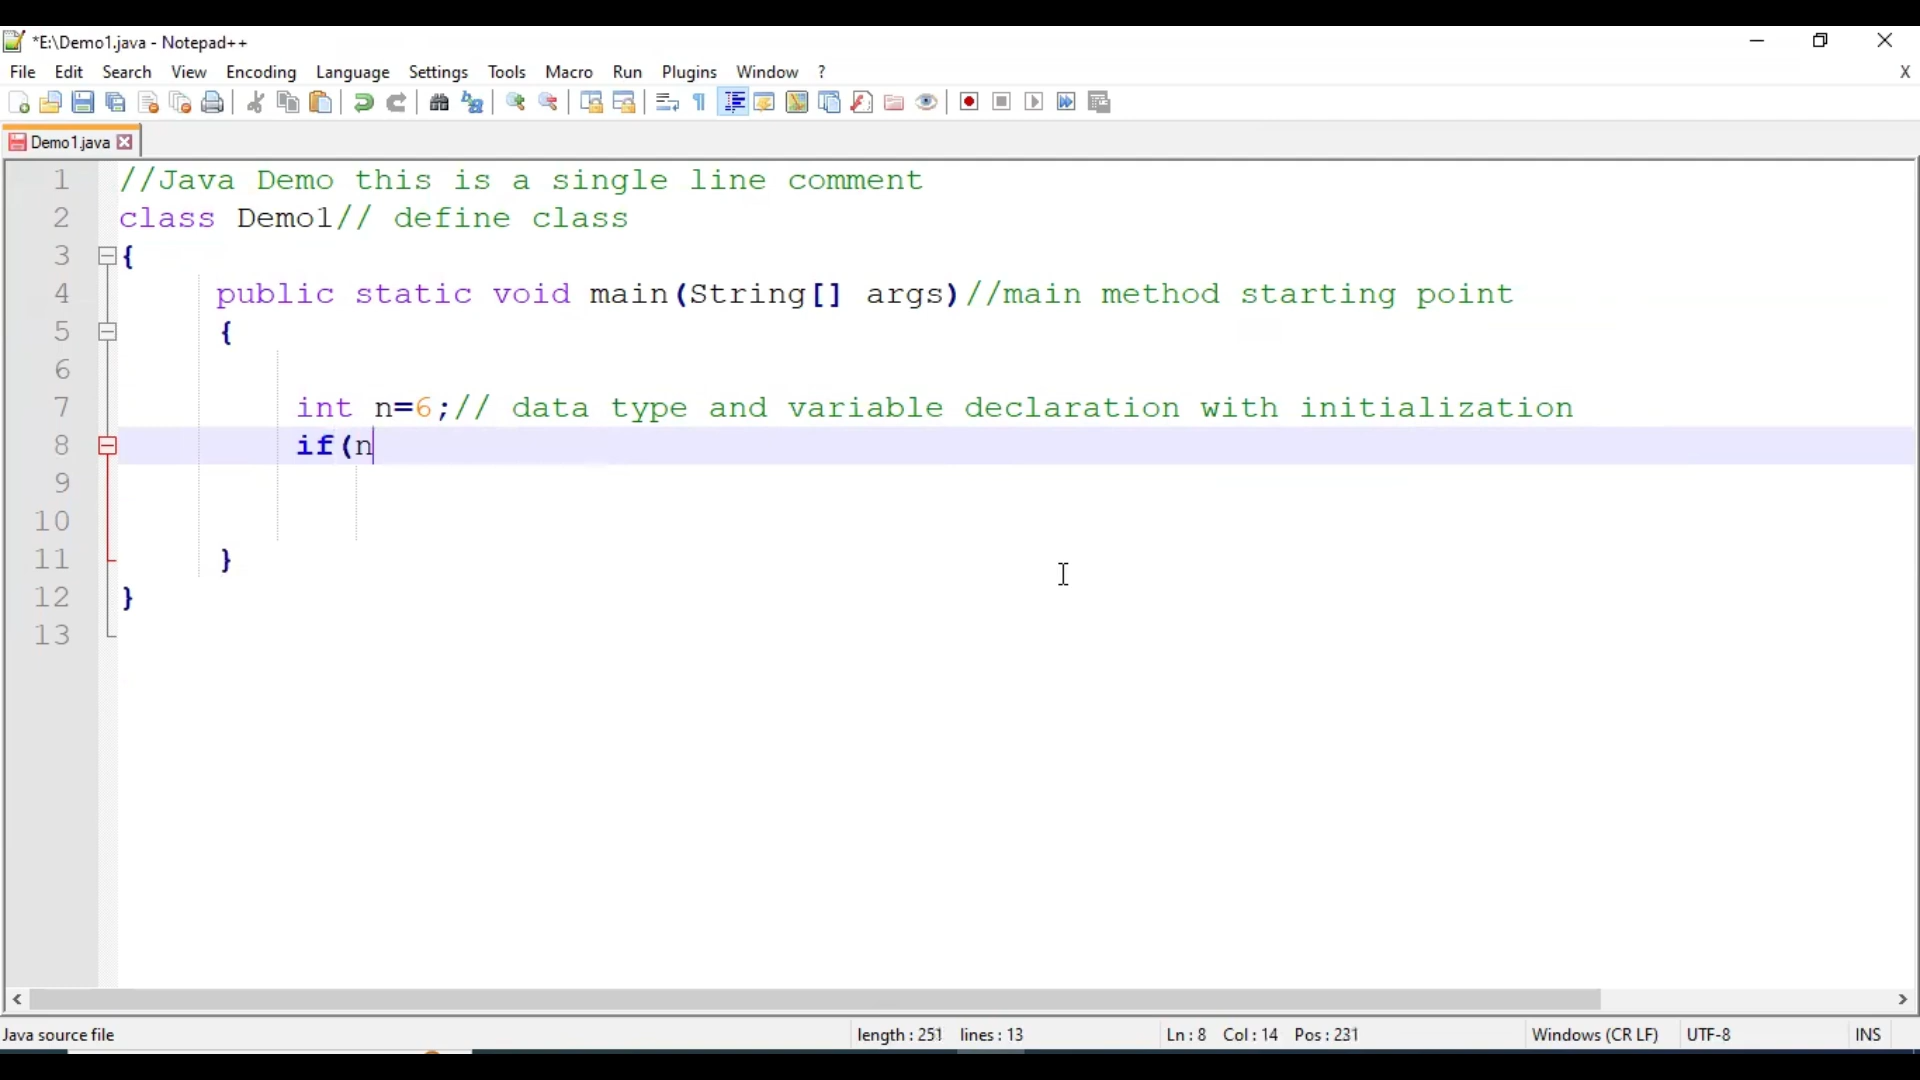 *E:\Demo1.java - Notepad++
File Edit Search View Encoding Language Settings Tools Macro Run Plugins Window ? X
Demo1.java
1 //Java Demo this is a single line comment
2 class Demo1// define class
3 {
4 public static void main(String[] args)//main method starting point
5 {
6
7 int n=6;// data type and variable declaration with initialization
8 if(n
9
10
11 }
12 }
13
Java source file length : 251 lines : 13 Ln : 8 Col : 14 Pos : 231 Windows (CR LF) UTF-8 INS